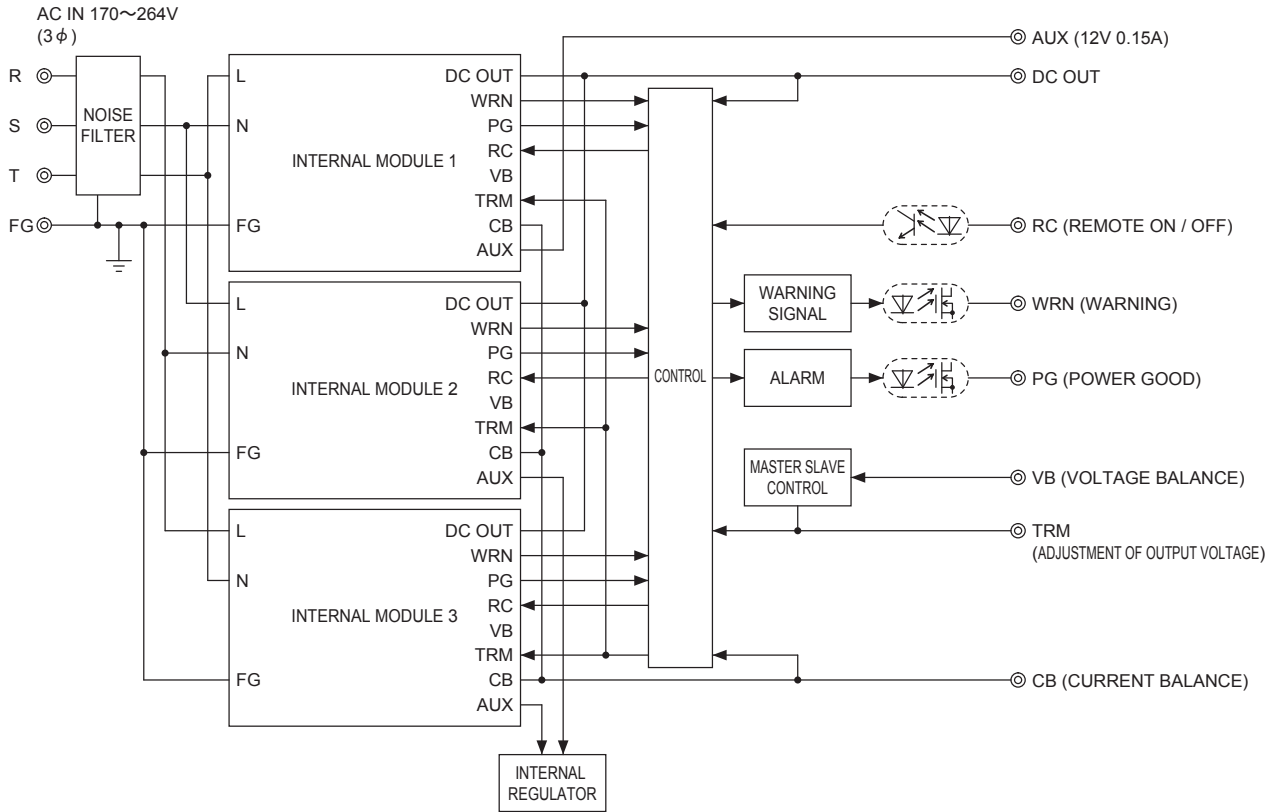 AC IN 170～264V
(3φ)
R
S
T
FG
NOISE
FILTER
L
N
FG
INTERNAL MODULE 1
DC OUT
WRN
PG
RC
VB
TRM
CB
AUX
L
N
FG
INTERNAL MODULE 2
DC OUT
WRN
PG
RC
VB
TRM
CB
AUX
L
N
FG
INTERNAL MODULE 3
DC OUT
WRN
PG
RC
VB
TRM
CB
AUX
INTERNAL
REGULATOR
CONTROL
WARNING
SIGNAL
ALARM
MASTER SLAVE
CONTROL
AUX (12V 0.15A)
DC OUT
RC (REMOTE ON / OFF)
WRN (WARNING)
PG (POWER GOOD)
VB (VOLTAGE BALANCE)
TRM
(ADJUSTMENT OF OUTPUT VOLTAGE)
CB (CURRENT BALANCE)